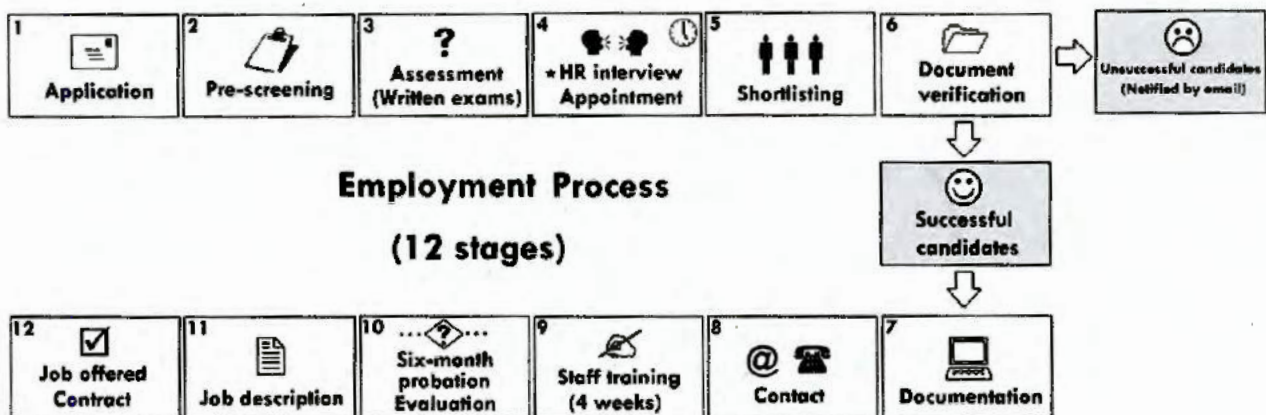 1
Application
2
Pre-screening
3
?
Assessment
(Written exams)
4
★HR interview
Appointment
5
Shortlisting
6
Document
verification
Unsuccessful candidates
(Notified by email)
Successful
candidates
Employment Process
(12 stages)
12
Job offered
Contract
11
Job description
10
....?...
Six-month
probation
Evaluation
9
Staff training
(4 weeks)
8
@
Contact
7
Documentation